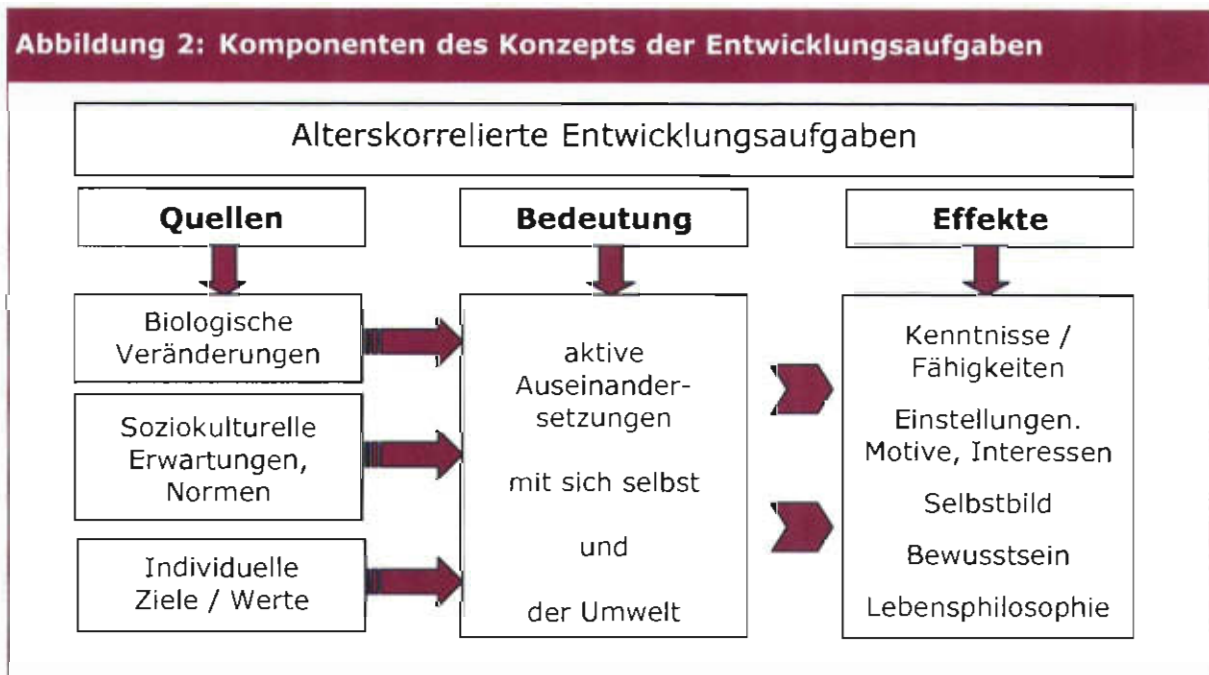 Abbildung 2: Komponenten des Konzepts der Entwicklungsaufgaben
Alterskorrelierte Entwicklungsaufgaben
Quellen
Biologische
Veränderungen
Soziokulturelle
Erwartungen,
Normen
Individuelle
Ziele / Werte
Bedeutung
aktive
Auseinander-
setzungen
mit sich selbst
und
der Umwelt
Effekte
Kenntnisse /
Fähigkeiten
Einstellungen.
Motive, Interessen
Selbstbild
Bewusstsein
Lebensphilosophie